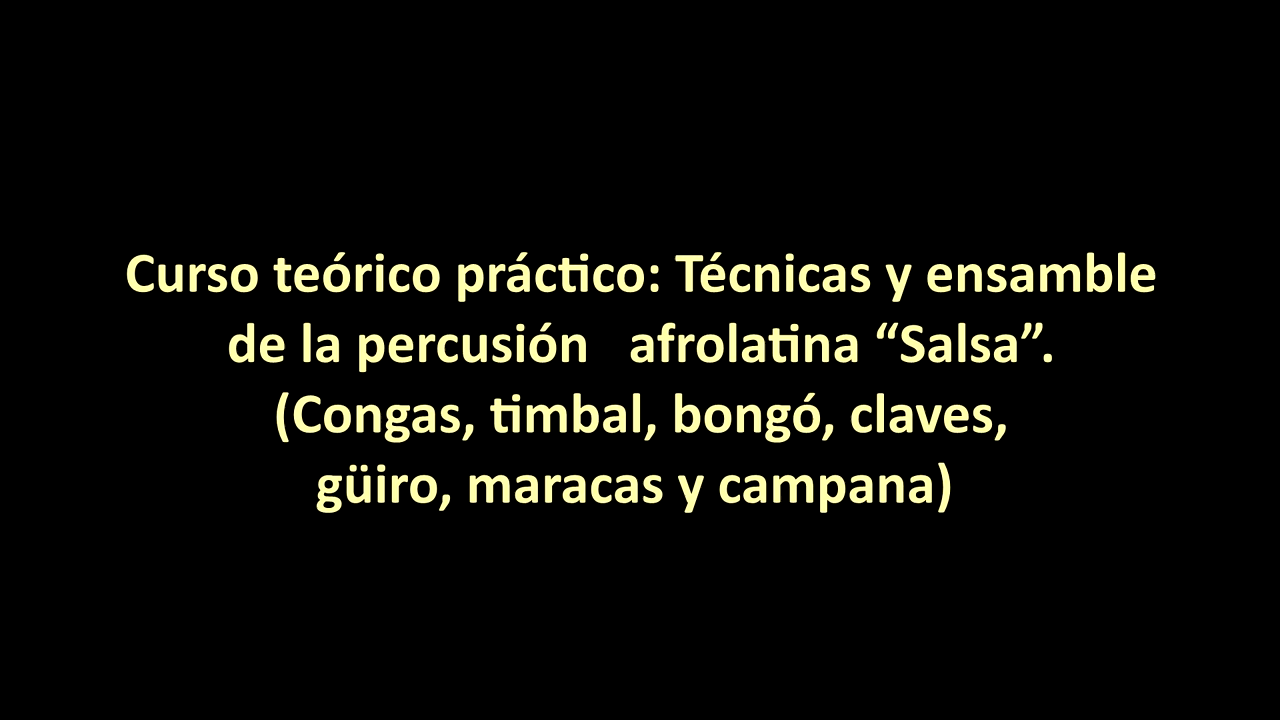 Curso teórico práctico: Técnicas y ensamble
de la percusión   afrolatina “Salsa”.
(Congas, timbal, bongó, claves,
güiro, maracas y campana)